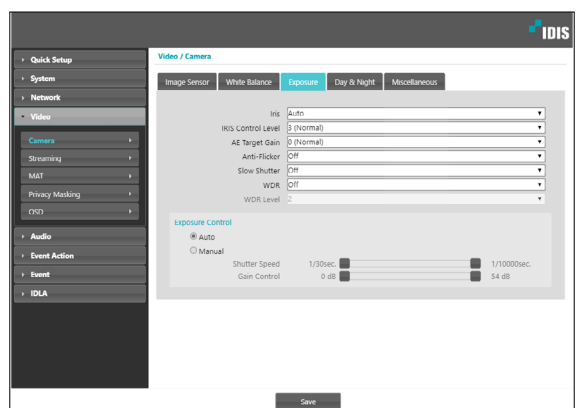 IDIS
Quick Setup
System
Network
Video
Camera
Streaming
MAT
Privacy Masking
OSD
Audio
Event Action
Event
IDLA
Video / Camera
Image Sensor White Balance Exposure Day & Night Miscellaneous
Iris Auto
IRIS Control Level 3 (Normal)
AE Target Gain 0 (Normal)
Anti-Flicker Off
Slow Shutter Off
WDR Off
WDR Level 2
Exposure Control
Auto
Manual
Shutter Speed 1/30sec. 1/10000sec.
Gain Control 0 dB 54 dB
Save